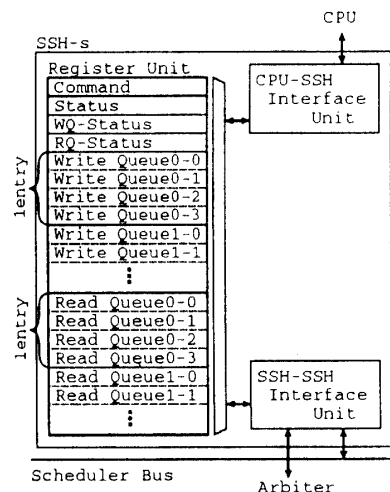 CPU
SSH-s
Register Unit
Command
Status
WQ-Status
RQ-Status
Write Queue0-0
Write Queue0-1
Write Queue0-2
Write Queue0-3
Write Queue1-0
Write Queue1-1
lentry
Read Queue0-0
Read Queue0-1
Read Queue0-2
Read Queue0-3
Read Queue1-0
Read Queue1-1
lentry
CPU-SSH
Interface
Unit
SSH-SSH
Interface
Unit
Scheduler Bus
Arbiter